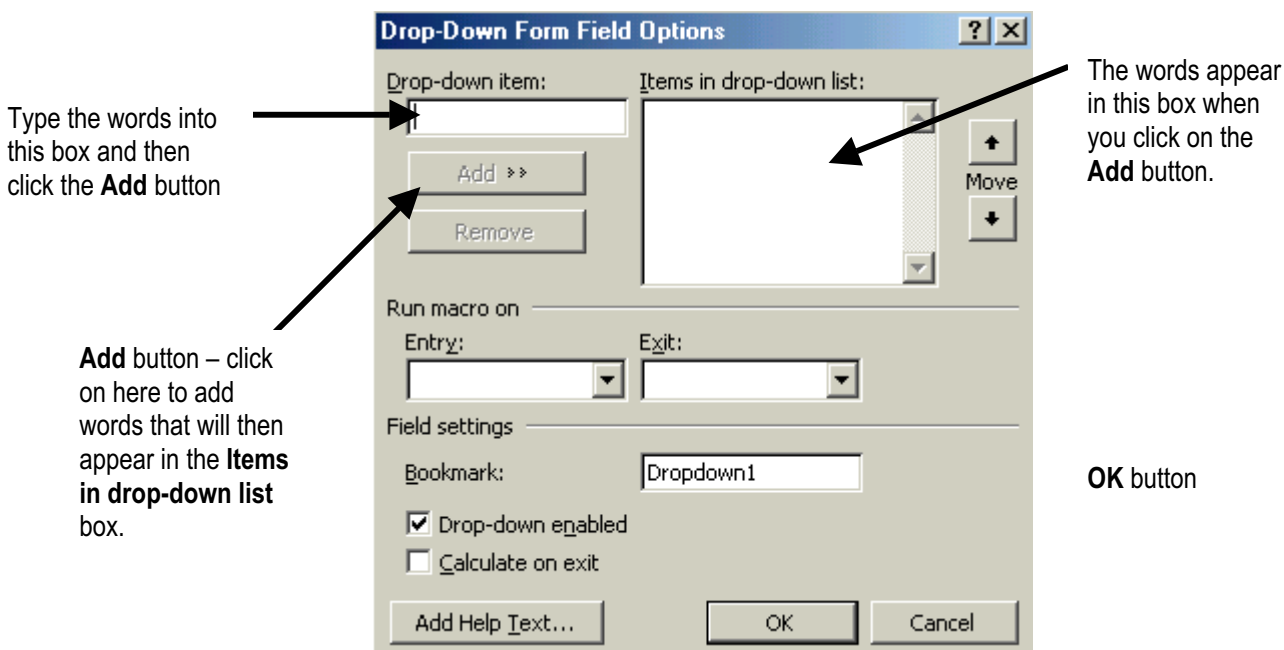 Drop-Down Form Field Options
Drop-down item:
Items in drop-down list:
Type the words into
this box and then
click the Add button
The words appear
in this box when
you click on the
Add button.
Add >>
Move
Remove
Run macro on
Entry:
Exit:
Add button – click
on here to add
words that will then
appear in the Items
in drop-down list
box.
Field settings
Bookmark:
Dropdown1
OK button
Drop-down enabled
Calculate on exit
Add Help Text...
OK
Cancel